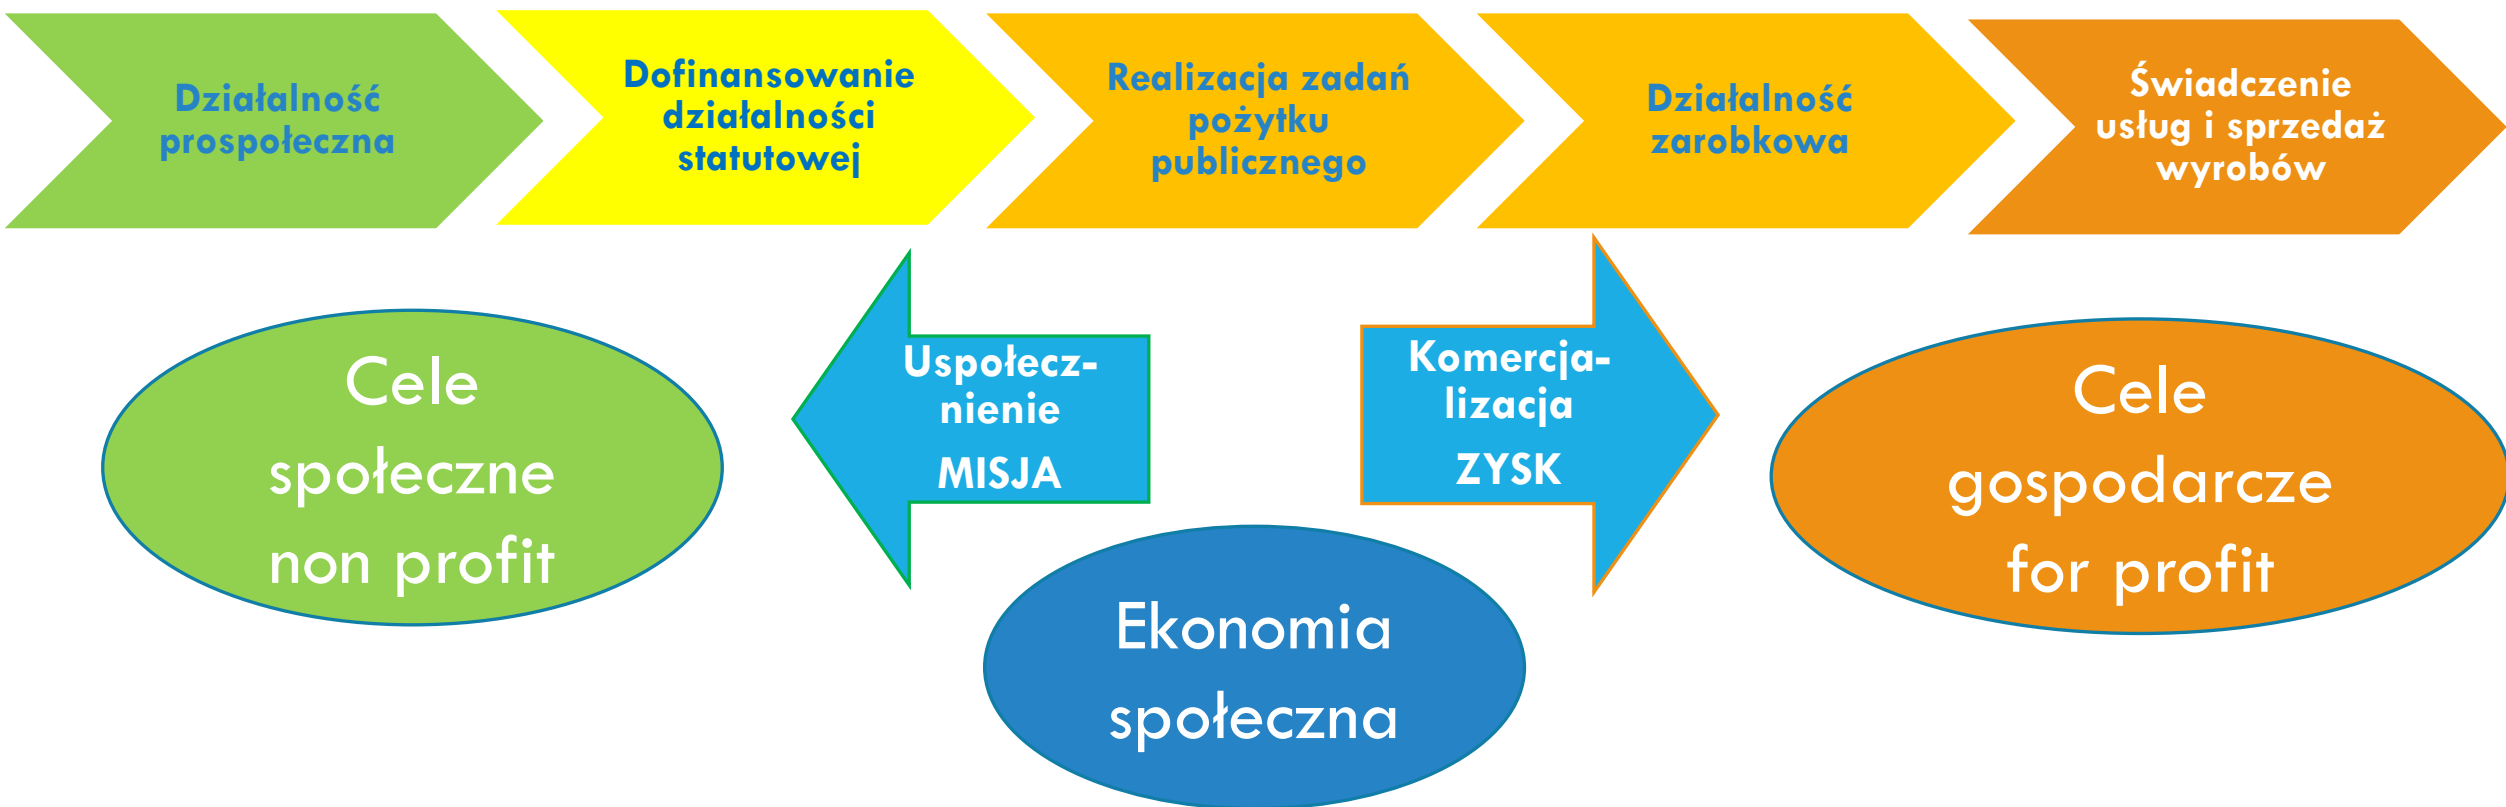 Działalność
prospołeczna
Dofinansowanie
działalności
statutowej
Realizacja zadań
pożytku
publicznego
Działalność
zarobkowa
Świadczenie
usług i sprzedaż
wyrobów
Cele
społeczne
non profit
Uspołecz-
nienie
MISJA
Komercja-
lizacja
ZYSK
Cele
gospodarcze
for profit
Ekonomia
społeczna